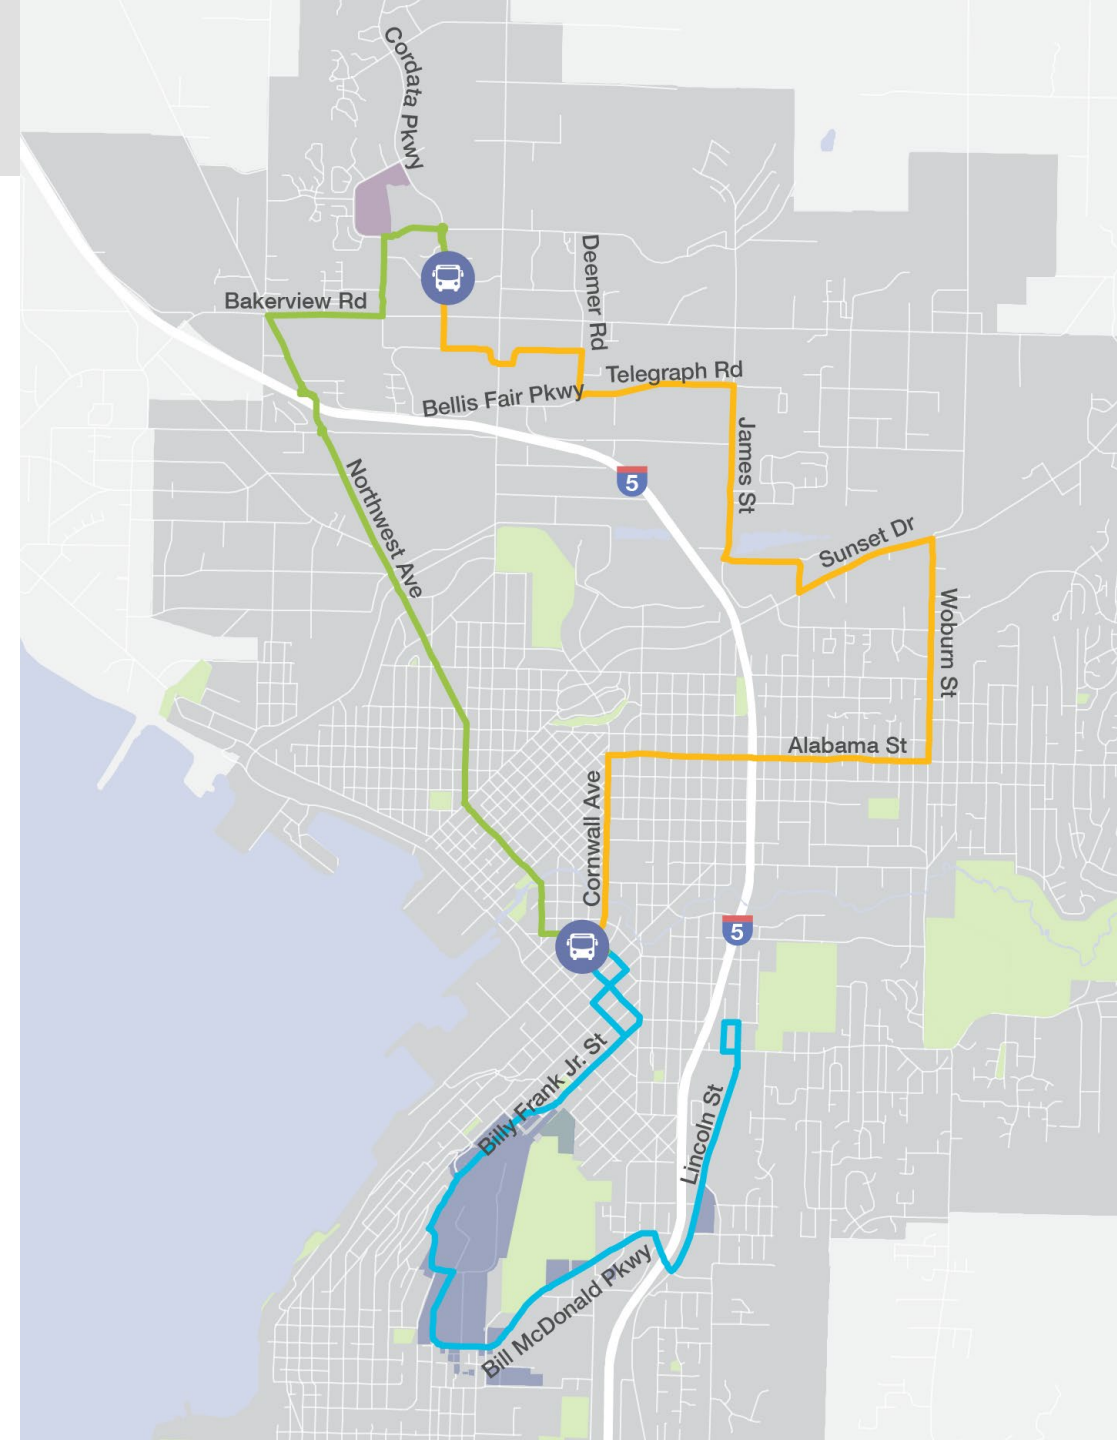 Cordata Pkwy
Deemer Rd
Bakerview Rd
Telegraph Rd
Bellis Fair Pkwy
James St
Northwest Ave
5
Sunset Dr
Woburn St
Alabama St
Cornwall Ave
5
Billy Frank Jr. St
Lincoln St
Bill McDonald Pkwy